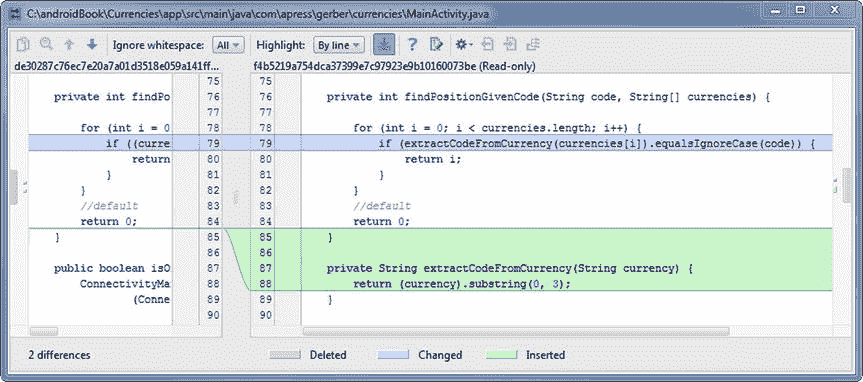 C:\androidBook\Currencies\app\src\main\java\com\apress\gerber\currencies\MainActivity.java
Ignore whitespace: All Highlight: By line ?
de30287c76ec7e20a7a01d3518e059a141ff... f4b5219a754dca37399e7c97923e9b10160073be (Read-only)
75 75
private int findPo 76 76 private int findPositionGivenCode(String code, String[] currencies) {
77 77
for (int i = 0 78 78 for (int i = 0; i < currencies.length; i++) {
if ((curre 79 79 if (extractCodeFromCurrency(currencies[i]).equalsIgnoreCase(code)) {
return 80 80 return i;
} 81 81 }
} 82 82 }
//default 83 83 //default
return 0; 84 84 return 0;
} 85 85 }
86 86
public boolean isO 87 87 private String extractCodeFromCurrency(String currency) {
ConnectivityMa 88 88 return (currency).substring(0, 3);
(Conne 89 89 }
90 90
2 differences Deleted Changed Inserted